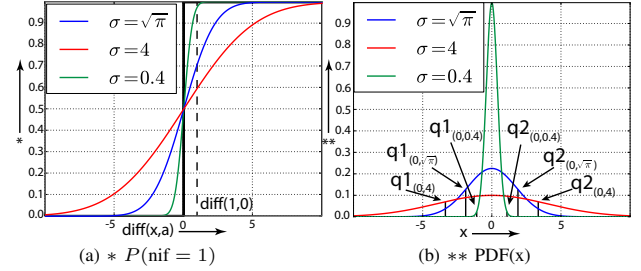 1.0
0.9
0.8
0.7
0.6
0.5
0.4
0.3
0.2
0.1
0.0
*
σ=√π
σ=4
σ=0.4
-5
0
5
diff(1,0)
diff(x,a)
(a) * P(nif = 1)
1.0
0.9
0.8
0.7
0.6
0.5
0.4
0.3
0.2
0.1
0.0
**
σ=√π
σ=4
σ=0.4
q1(0,0.4)
q2(0,0.4)
q1(0,√π)
q2(0,√π)
q1(0,4)
q2(0,4)
-5
0
5
x
(b) ** PDF(x)